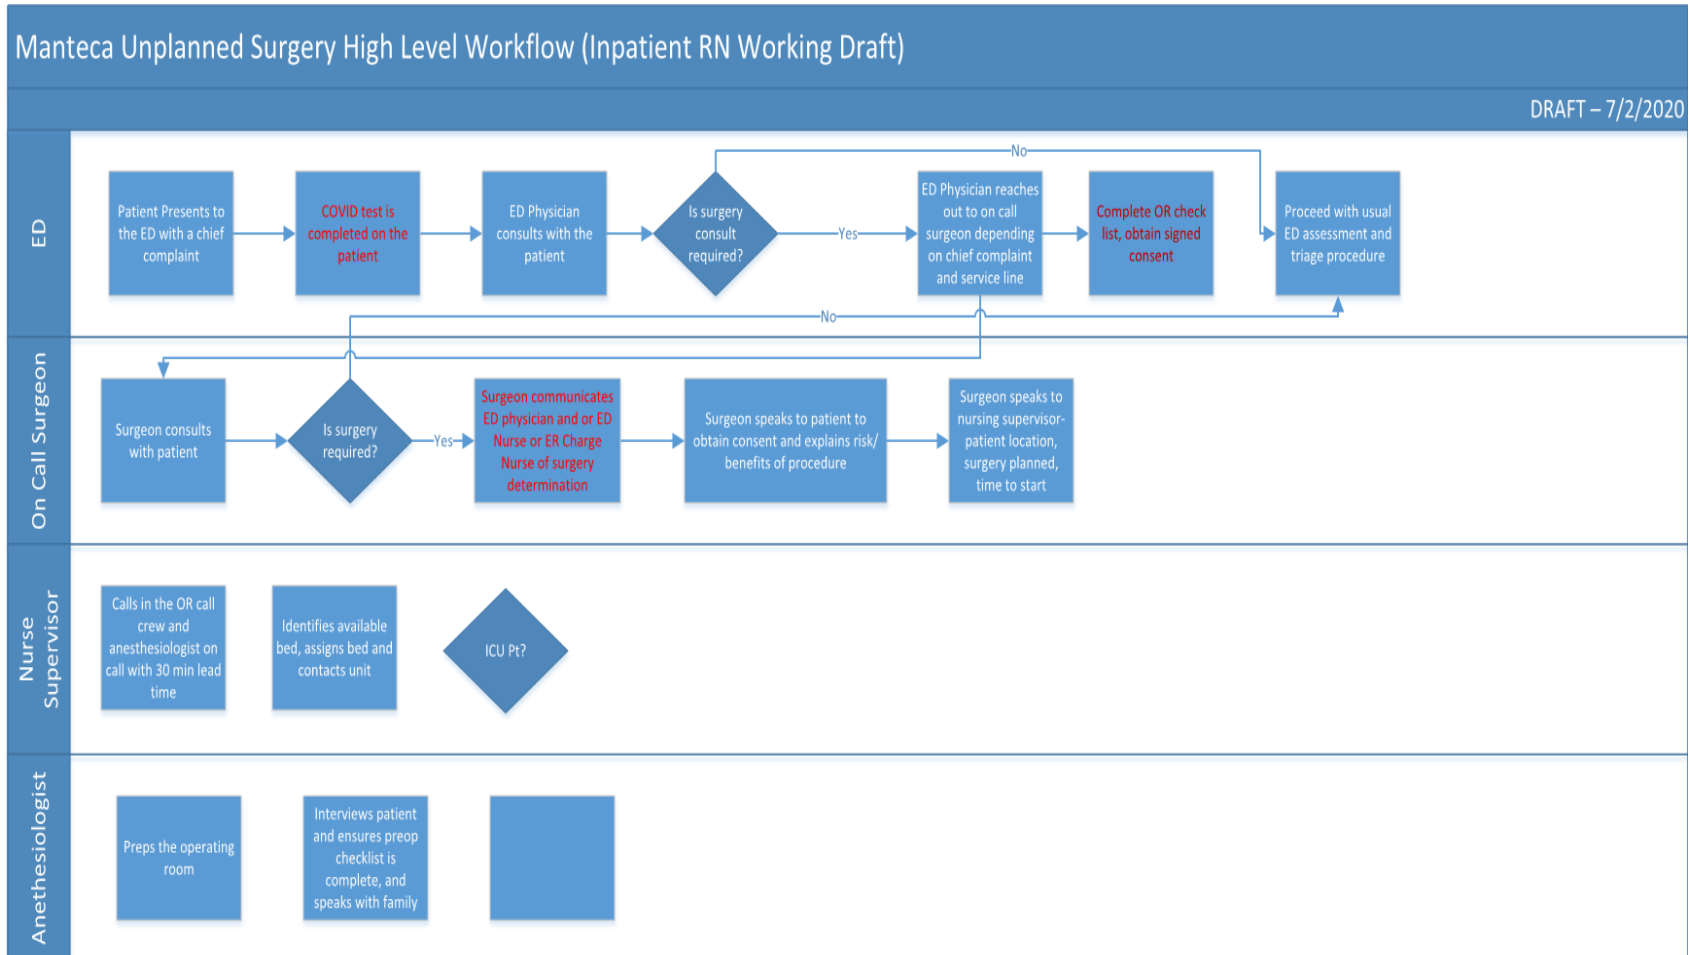 Manteca Unplanned Surgery High Level Workflow (Inpatient RN Working Draft)
DRAFT – 7/2/2020
ED
Patient Presents to
the ED with a chief
complaint
COVID test is
completed on the
patient
ED Physician
consults with the
patient
Is surgery
consult
required?
No
Yes
ED Physician reaches
out to on call
surgeon depending
on chief complaint
and service line
Complete OR check
list, obtain signed
consent
Proceed with usual
ED assessment and
triage procedure
No
On Call Surgeon
Surgeon consults
with patient
Is surgery
required?
Yes
Surgeon communicates
ED physician and or ED
Nurse or ER Charge
Nurse of surgery
determination
Surgeon speaks to patient to
obtain consent and explains risk/
benefits of procedure
Surgeon speaks to
nursing supervisor-
patient location,
surgery planned,
time to start
Nurse
Supervisor
Calls in the OR call
crew and
anesthesiologist on
call with 30 min lead
time
Identifies available
bed, assigns bed and
contacts unit
ICU Pt?
Anethesiologist
Preps the operating
room
Interviews patient
and ensures preop
checklist is
complete, and
speaks with family